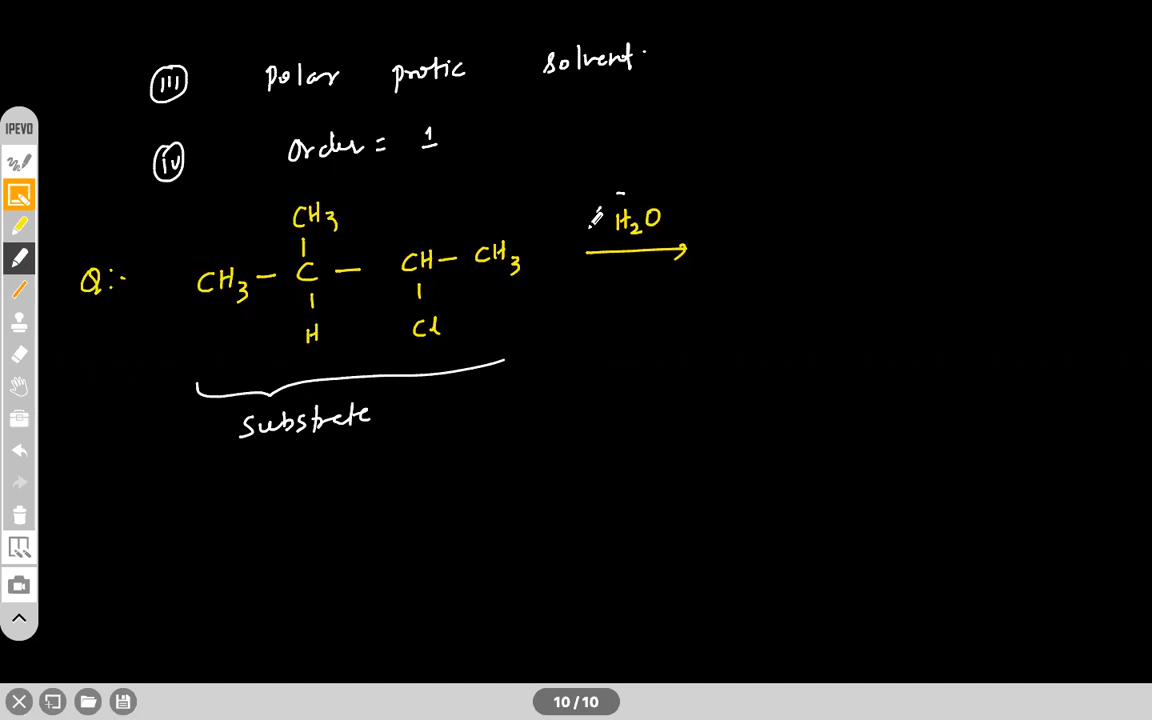 (iii) Polar protic solvent.
(iv) Order = 1
CH3
H2O
Q:- CH3 - C - CH - CH3
H Cl
Substrate
IPEVO
10/10